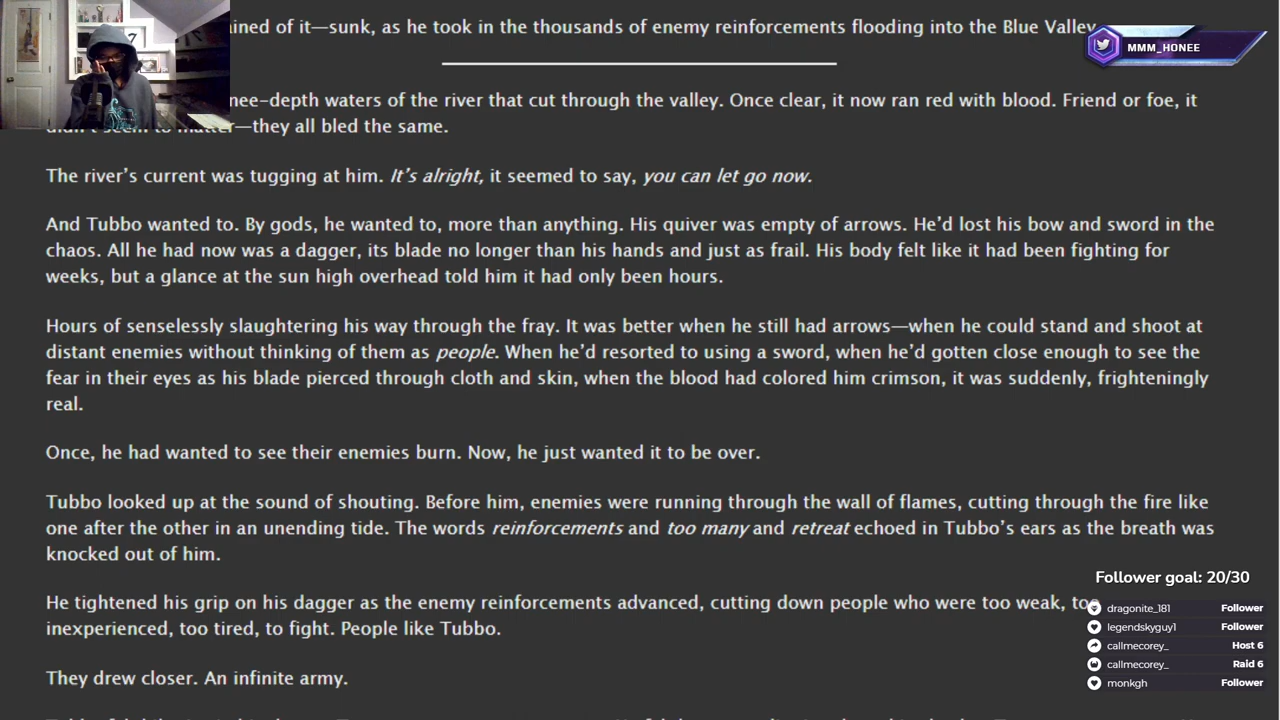 ained of it—sunk, as he took in the thousands of enemy reinforcements flooding into the Blue Valley
MMM_HONEE
nee-depth waters of the river that cut through the valley. Once clear, it now ran red with blood. Friend or foe, it
didn't seem to matter—they all bled the same.
The river's current was tugging at him. It's alright, it seemed to say, you can let go now.
And Tubbo wanted to. By gods, he wanted to, more than anything. His quiver was empty of arrows. He'd lost his bow and sword in the
chaos. All he had now was a dagger, its blade no longer than his hands and just as frail. His body felt like it had been fighting for
weeks, but a glance at the sun high overhead told him it had only been hours.
Hours of senselessly slaughtering his way through the fray. It was better when he still had arrows—when he could stand and shoot at
distant enemies without thinking of them as people. When he'd resorted to using a sword, when he'd gotten close enough to see the
fear in their eyes as his blade pierced through cloth and skin, when the blood had colored him crimson, it was suddenly, frighteningly
real.
Once, he had wanted to see their enemies burn. Now, he just wanted it to be over.
Tubbo looked up at the sound of shouting. Before him, enemies were running through the wall of flames, cutting through the fire like
one after the other in an unending tide. The words reinforcements and too many and retreat echoed in Tubbo's ears as the breath was
knocked out of him.
He tightened his grip on his dagger as the enemy reinforcements advanced, cutting down people who were too weak, too
inexperienced, too tired, to fight. People like Tubbo.
They drew closer. An infinite army.
Follower goal: 20/30
dragonite_181 Follower
legendskyguy1 Follower
callmecorey_ Host 6
callmecorey_ Raid 6
monkgh Follower